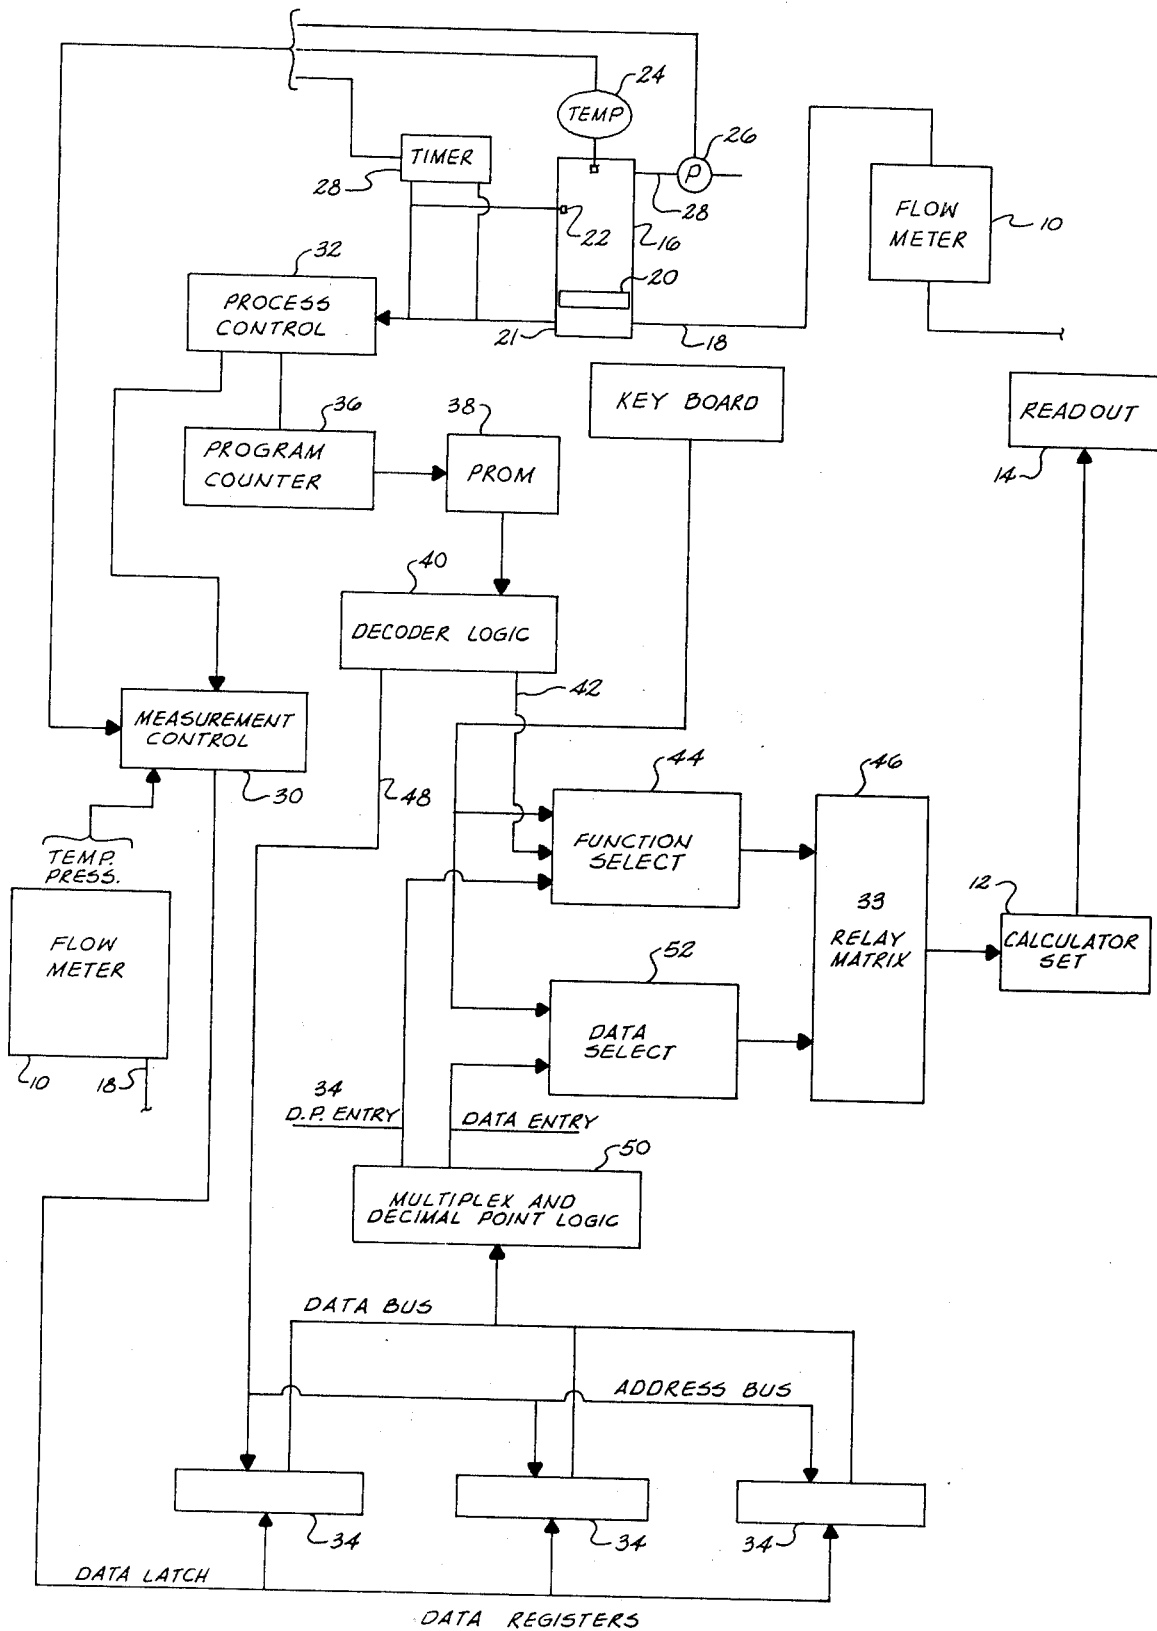 24
TEMP
26
TIMER
P
28
28
FLOW
METER
10
22
16
32
20
PROCESS
CONTROL
21
18
KEY BOARD
READOUT
14
36
38
PROGRAM
COUNTER
PROM
40
DECODER LOGIC
42
MEASUREMENT
CONTROL
30
48
44
46
TEMP.
PRESS.
FUNCTION
SELECT
33
RELAY
MATRIX
12
CALCULATOR
SET
FLOW
METER
52
DATA
SELECT
10
18
34
D.P. ENTRY
DATA ENTRY
50
MULTIPLEX AND
DECIMAL POINT LOGIC
DATA BUS
ADDRESS BUS
34
34
34
DATA LATCH
DATA REGISTERS